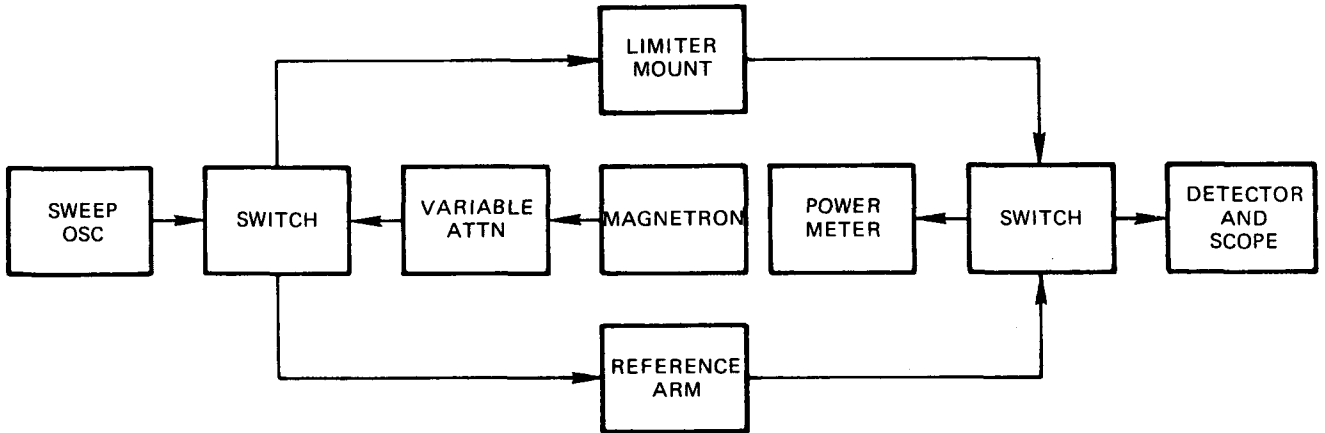 LIMITER
MOUNT
SWEEP
OSC
SWITCH
VARIABLE
ATTN
MAGNETRON
POWER
METER
SWITCH
DETECTOR
AND
SCOPE
REFERENCE
ARM